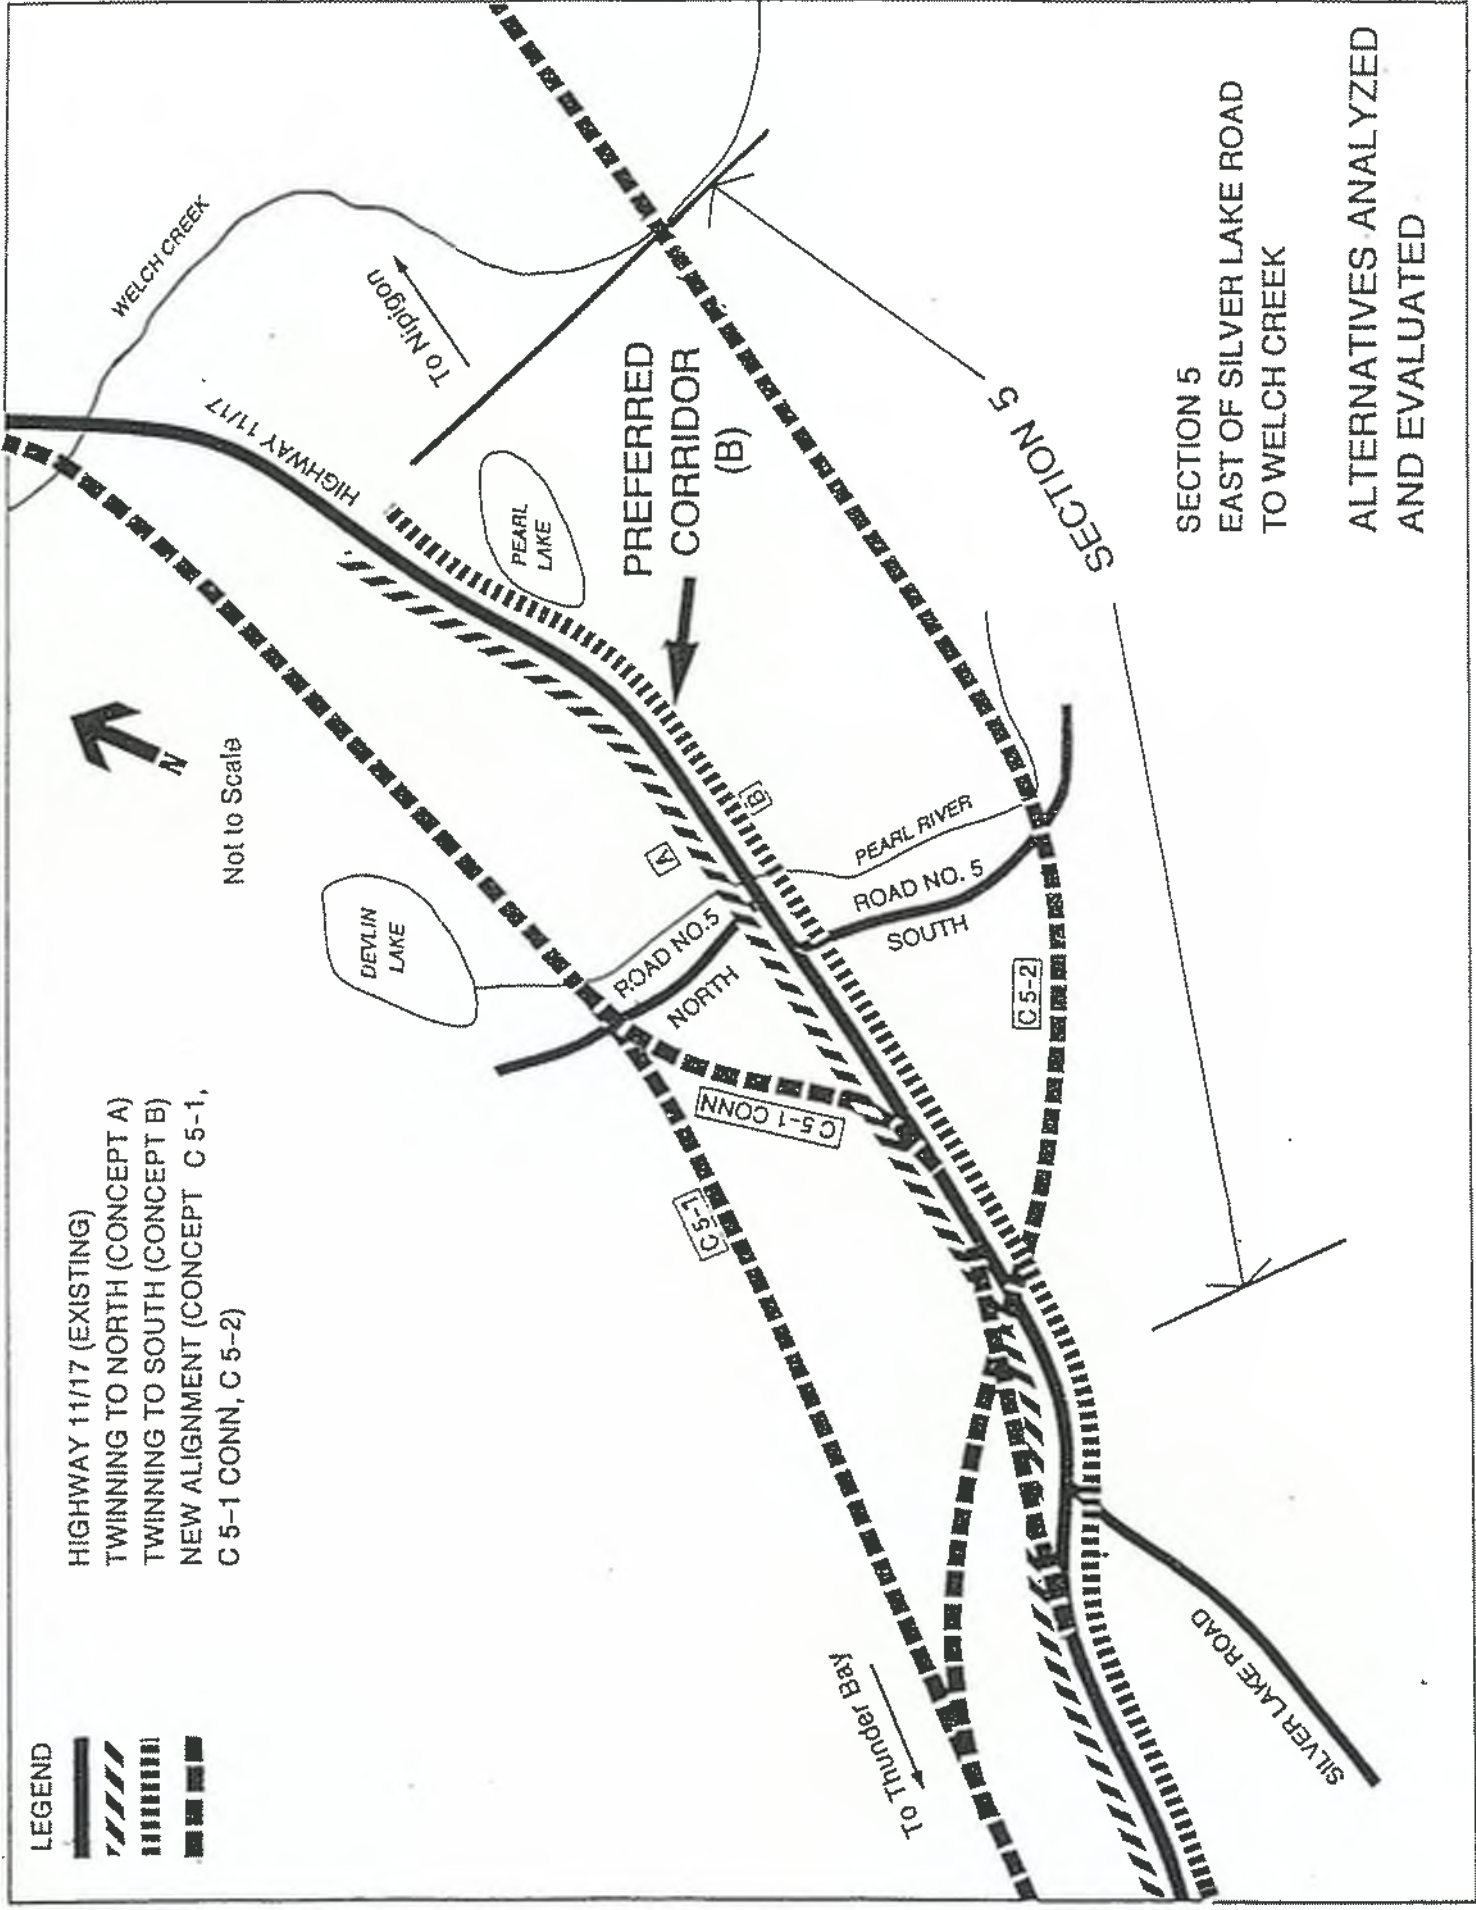 LEGEND
HIGHWAY 11/17 (EXISTING)
TWINNING TO NORTH (CONCEPT A)
TWINNING TO SOUTH (CONCEPT B)
NEW ALIGNMENT (CONCEPT C 5-1,
C 5-1 CONN, C 5-2)
N
Not to Scale
WELCH CREEK
To Nipigon
HIGHWAY 11/17
PEARL
LAKE
PREFERRED
CORRIDOR
(B)
DEVLIN
LAKE
A
B
ROAD NO.5
NORTH
PEARL RIVER
ROAD NO. 5
SOUTH
C 5-1 CONN
C 5-1
C 5-2
SECTION 5
To Thunder Bay
SILVER LAKE ROAD
SECTION 5
EAST OF SILVER LAKE ROAD
TO WELCH CREEK
ALTERNATIVES ANALYZED
AND EVALUATED